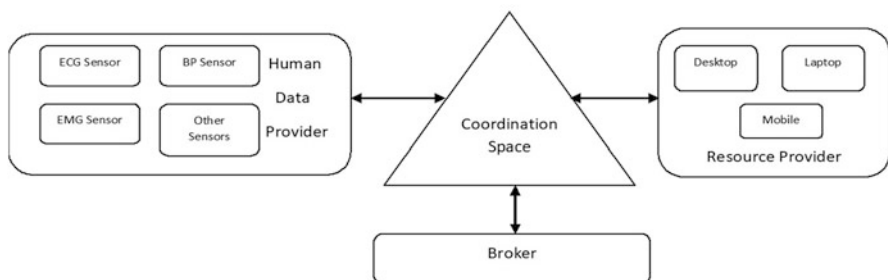 ECG Sensor
BP Sensor
EMG Sensor
Other
Sensors
Human
Data
Provider
Coordination
Space
Desktop
Laptop
Mobile
Resource Provider
Broker